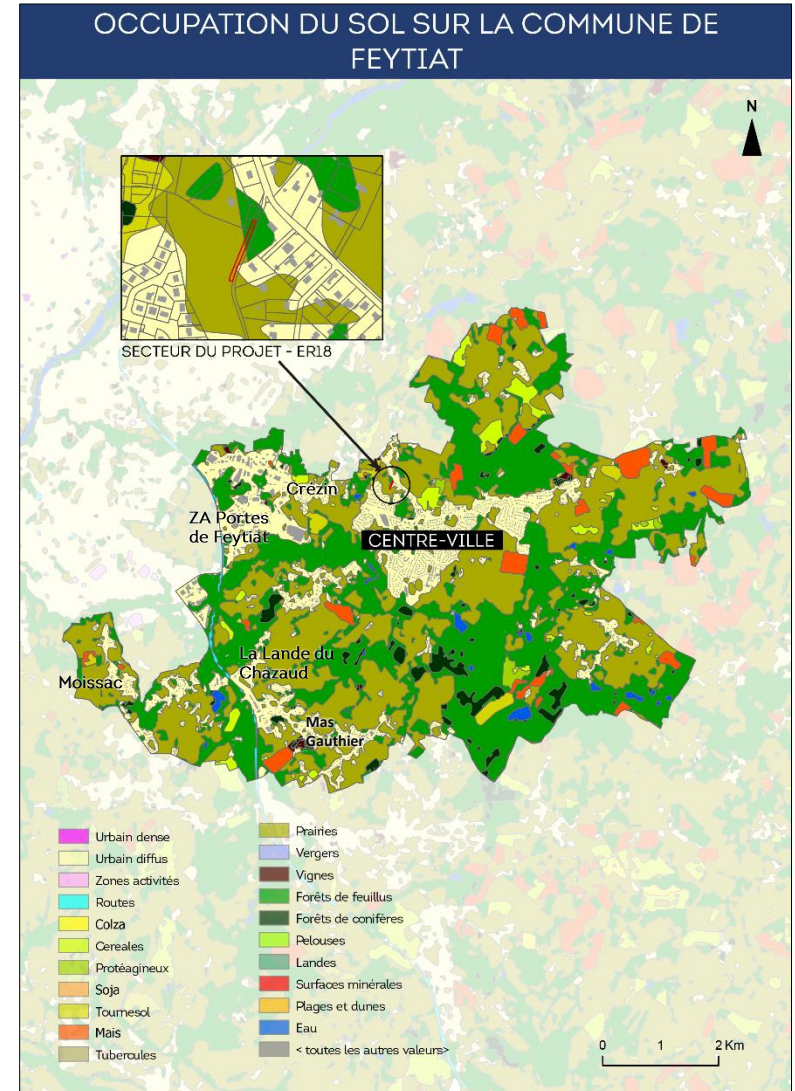 OCCUPATION DU SOL SUR LA COMMUNE DE
FEYTIAT
N
SECTEUR DU PROJET - ER18
Crézin
ZA Portes
de Feytiat
CENTRE-VILLE
La Lande du
Chazaud
Moissac
Mas
Gauthier
Urbain dense
Urbain diffus
Zones activités
Routes
Colza
Cereales
Protéagineux
Soja
Tournesol
Mais
Tubercules
Prairies
Vergers
Vignes
Forêts de feuillus
Forêts de conifères
Pelouses
Landes
Surfaces minérales
Plages et dunes
Eau
< toutes les autres valeurs>
0 1 2 Km